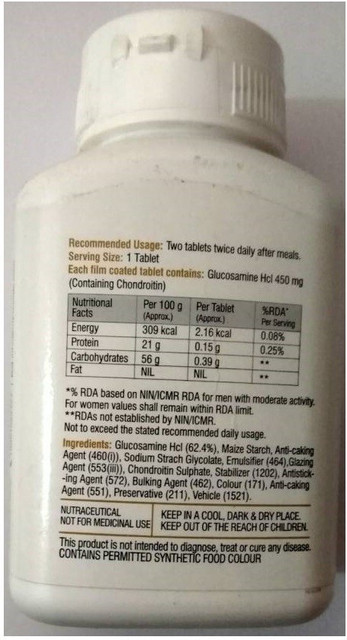 Recommended Usage: Two tablets twice daily after meals.
Serving Size: 1 Tablet
Each film coated tablet contains: Glucosamine Hcl 450 mg
(Containing Chondroitin)
Nutritional Facts Per 100 g (Approx.) Per Tablet (Approx.) %RDA* Per Serving
Energy 309 kcal 2.16 kcal 0.08%
Protein 21 g 0.15 g 0.25%
Carbohydrates 56 g 0.39 g **
Fat NIL NIL **
*% RDA based on NIN/ICMR RDA for men with moderate activity.
For women values shall remain within RDA limit.
**RDAs not established by NIN/ICMR.
Not to exceed the stated recommended daily usage.
Ingredients: Glucosamine Hcl (62.4%), Maize Starch, Anti-caking
Agent (460(i)), Sodium Strach Glycolate, Emulsifier (464),Glazing
Agent (553(iii)), Chondroitin Sulphate, Stabilizer (1202), Antistick-
-ing Agent (572), Bulking Agent (462), Colour (171), Anti-caking
Agent (551), Preservative (211), Vehicle (1521).
NUTRACEUTICAL
NOT FOR MEDICINAL USE
KEEP IN A COOL, DARK & DRY PLACE.
KEEP OUT OF THE REACH OF CHILDREN.
This product is not intended to diagnose, treat or cure any disease.
CONTAINS PERMITTED SYNTHETIC FOOD COLOUR